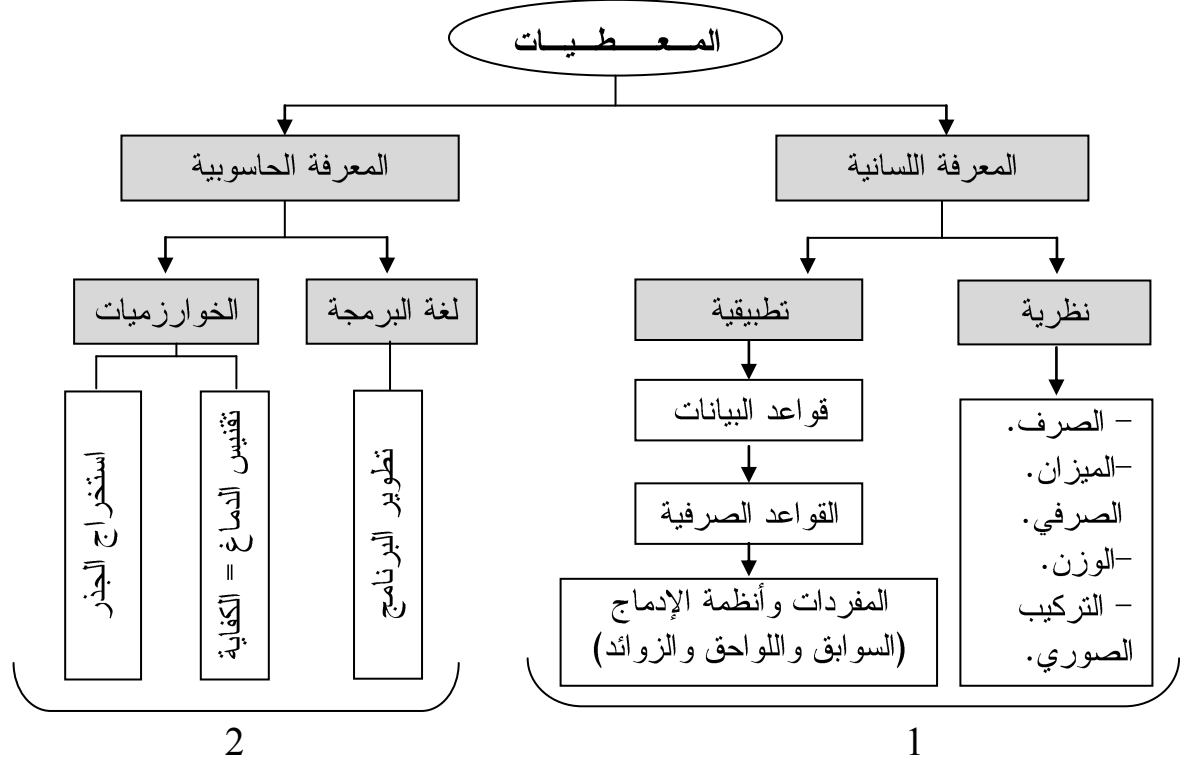 المـــعـــــطـــيـــات
المعرفة اللسانية
المعرفة الحاسوبية
نظرية
تطبيقية
لغة البرمجة
الخوارزميات
– الصرف.
–الميزان.
الصرفي.
–الوزن.
– التركيب
الصوري.
قواعد البيانات
القواعد الصرفية
المفردات وأنظمة الإدماج
(السوابق واللواحق والزوائد)
تطوير البرنامج
تقنيس الدماغ = الكفاية
استخراج الجذر
1
2